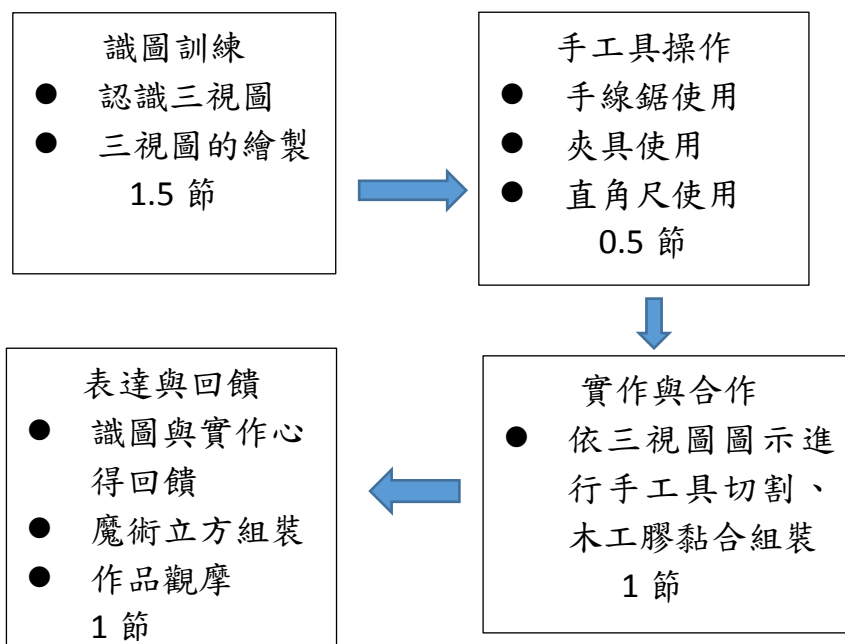 識圖訓練
● 認識三視圖
● 三視圖的繪製
1.5 節
手工具操作
● 手線鋸使用
● 夾具使用
● 直角尺使用
0.5 節
實作與合作
● 依三視圖圖示進
行手工具切割、
木工膠黏合組裝
1 節
表達與回饋
● 識圖與實作心
得回饋
● 魔術立方組裝
● 作品觀摩
1 節